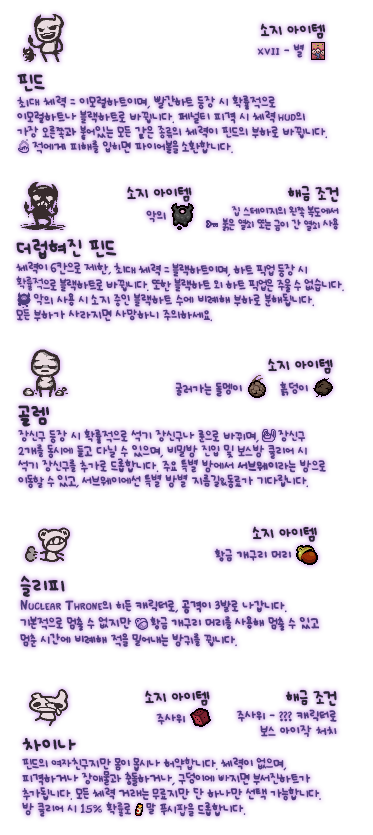 소지 아이템
XVII - 별
핀드
최대 체력 = 이모럴하트이며, 빨간하트 등장 시 확률적으로
이모럴하트나 블랙하트로 바뀝니다. 페널티 피격 시 체력 HUD의
가장 오른쪽과 붙어있는 모든 같은 종류의 체력이 핀드의 부하로 바뀝니다.
적에게 피해를 입히면 파이어볼을 소환합니다.
소지 아이템 해금 조건
악의 집 스테이지의 왼쪽 복도에서
붉은 열쇠 또는 금이 간 열쇠 사용
더럽혀진 핀드
체력이 6칸으로 제한, 최대 체력 = 블랙하트이며, 하트 픽업 등장 시
확률적으로 블랙하트로 바뀝니다. 또한 블랙하트 외 하트 픽업은 주울 수 없습니다.
악의 사용 시 소지 중인 블랙하트 수에 비례해 부하로 분해됩니다.
모든 부하가 사라지면 사망하니 주의하세요.
소지 아이템
굴러가는 돌멩이 흙덩이
골렘
장신구 등장 시 확률적으로 석기 장신구나 룬으로 바뀌며, 장신구
2개를 동시에 들고 다닐 수 있으며, 비밀방 진입 및 보스방 클리어 시
석기 장신구를 추가로 드롭합니다. 주요 특별 방에서 서브웨이라는 방으로
이동할 수 있고, 서브웨이에선 특별 방별 지름길&통로가 기다립니다.
소지 아이템
황금 개구리 머리
슬리피
NUCLEAR THRONE의 히든 캐릭터로, 공격이 3발로 나갑니다.
기본적으로 멈출 수 없지만 황금 개구리 머리를 사용해 멈출 수 있고
멈춘 시간에 비례해 적을 밀어내는 방귀를 뀝니다.
소지 아이템 해금 조건
주사위 주사위 - ??? 캐릭터로
보스 아이작 처치
차이나
핀드의 여자친구지만 몸이 몹시나 허약합니다. 체력이 없으며,
피격하거나 장애물과 충돌하거나, 구덩이에 빠지면 부서진하트가
추가됩니다. 모든 체력 거래는 무료지만 단 하나만 선택 가능합니다.
방 클리어 시 15% 확률로 말 푸시팝을 드롭합니다.